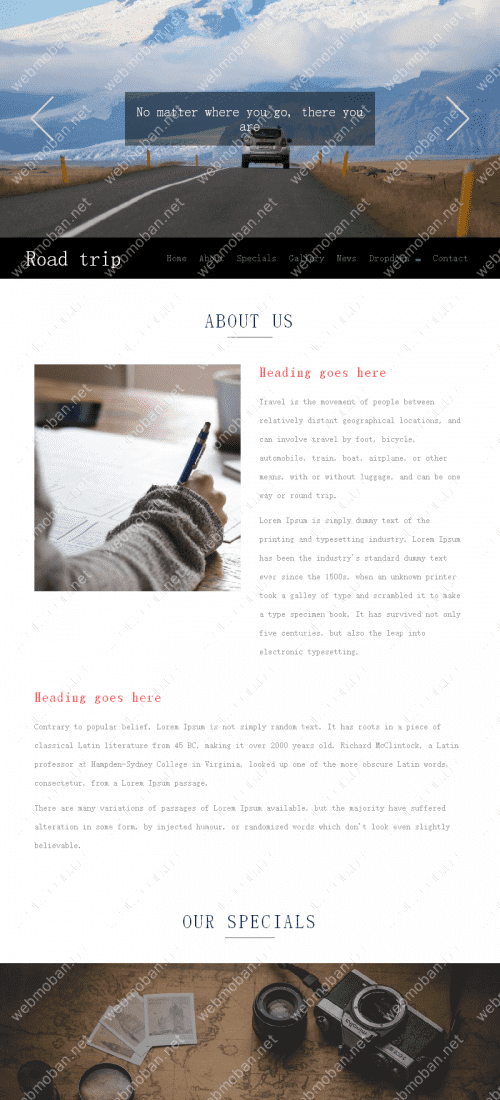 No matter where you go, there you
are
Road trip
Home About Specials Gallery News Dropdown Contact
ABOUT US
Heading goes here
Travel is the movement of people between
relatively distant geographical locations, and
can involve travel by foot, bicycle,
automobile, train, boat, airplane, or other
means, with or without luggage, and can be one
way or round trip.
Lorem Ipsum is simply dummy text of the
printing and typesetting industry. Lorem Ipsum
has been the industry's standard dummy text
ever since the 1500s, when an unknown printer
took a galley of type and scrambled it to make
a type specimen book. It has survived not only
five centuries, but also the leap into
electronic typesetting.
Heading goes here
Contrary to popular belief, Lorem Ipsum is not simply random text. It has roots in a piece of
classical Latin literature from 45 BC, making it over 2000 years old. Richard McClintock, a Latin
professor at Hampden-Sydney College in Virginia, looked up one of the more obscure Latin words,
consectetur, from a Lorem Ipsum passage.
There are many variations of passages of Lorem Ipsum available, but the majority have suffered
alteration in some form, by injected humour, or randomised words which don't look even slightly
believable.
OUR SPECIALS
webmoban.net